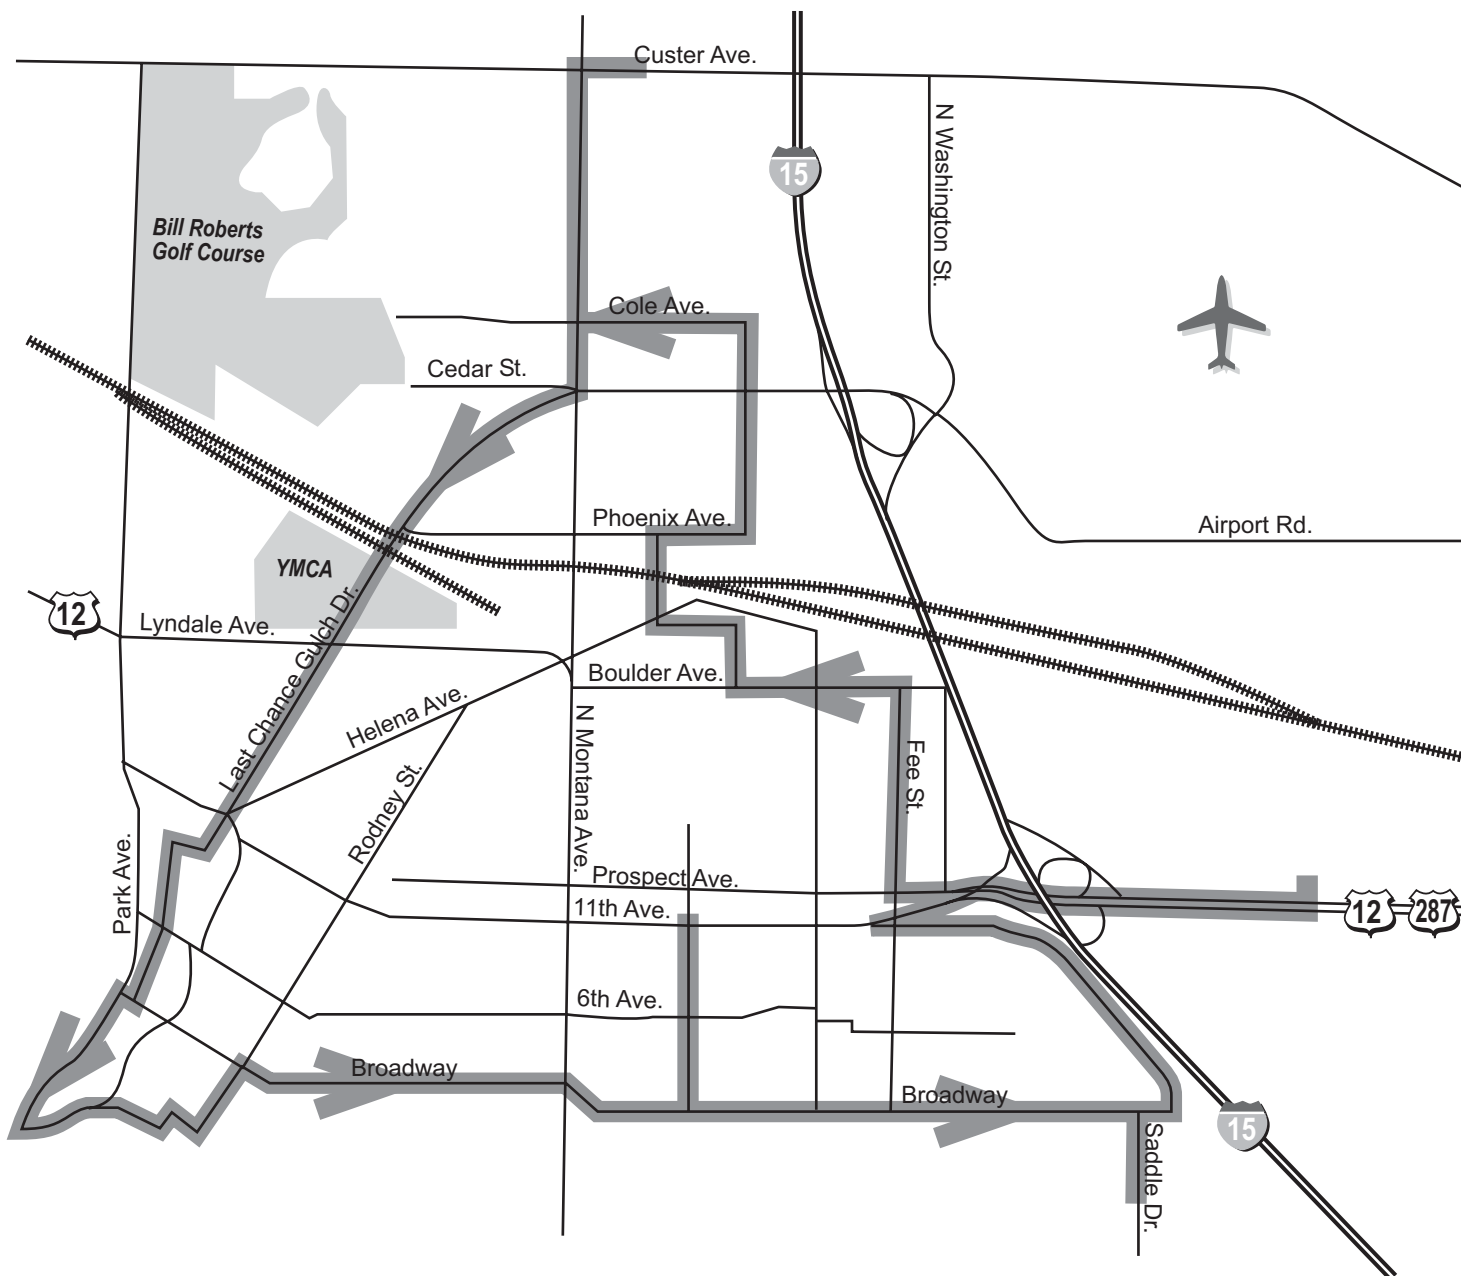 Custer Ave.
15
N Washington St.
Bill Roberts
Golf Course
Cole Ave.
Cedar St.
Phoenix Ave.
Airport Rd.
YMCA
12
Lyndale Ave.
Last Chance Gulch Dr.
Boulder Ave.
Helena Ave.
N Montana Ave.
Fee St.
Rodney St.
Park Ave.
Prospect Ave.
11th Ave.
12
287
6th Ave.
Broadway
Broadway
15
Saddle Dr.